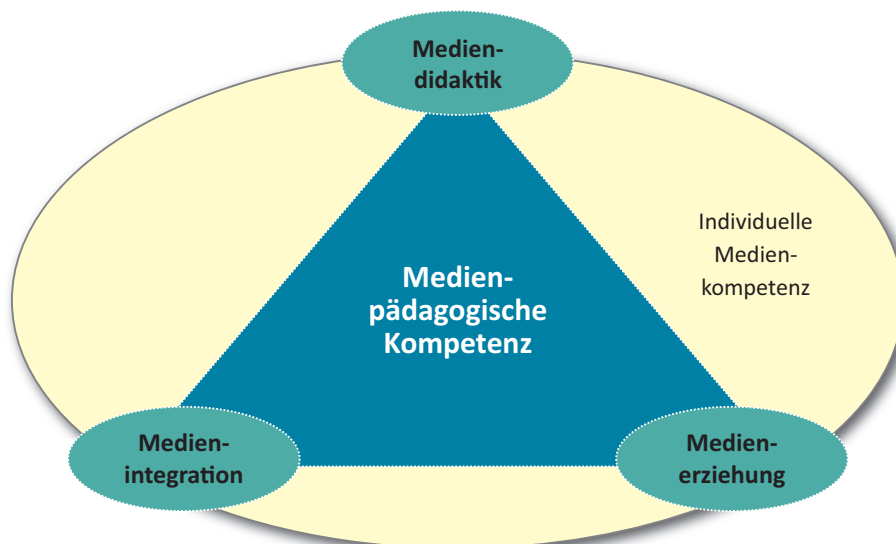 Medien-
didaktik
Individuelle
Medien-
kompetenz
Medien-
pädagogische
Kompetenz
Medien-
integration
Medien-
erziehung